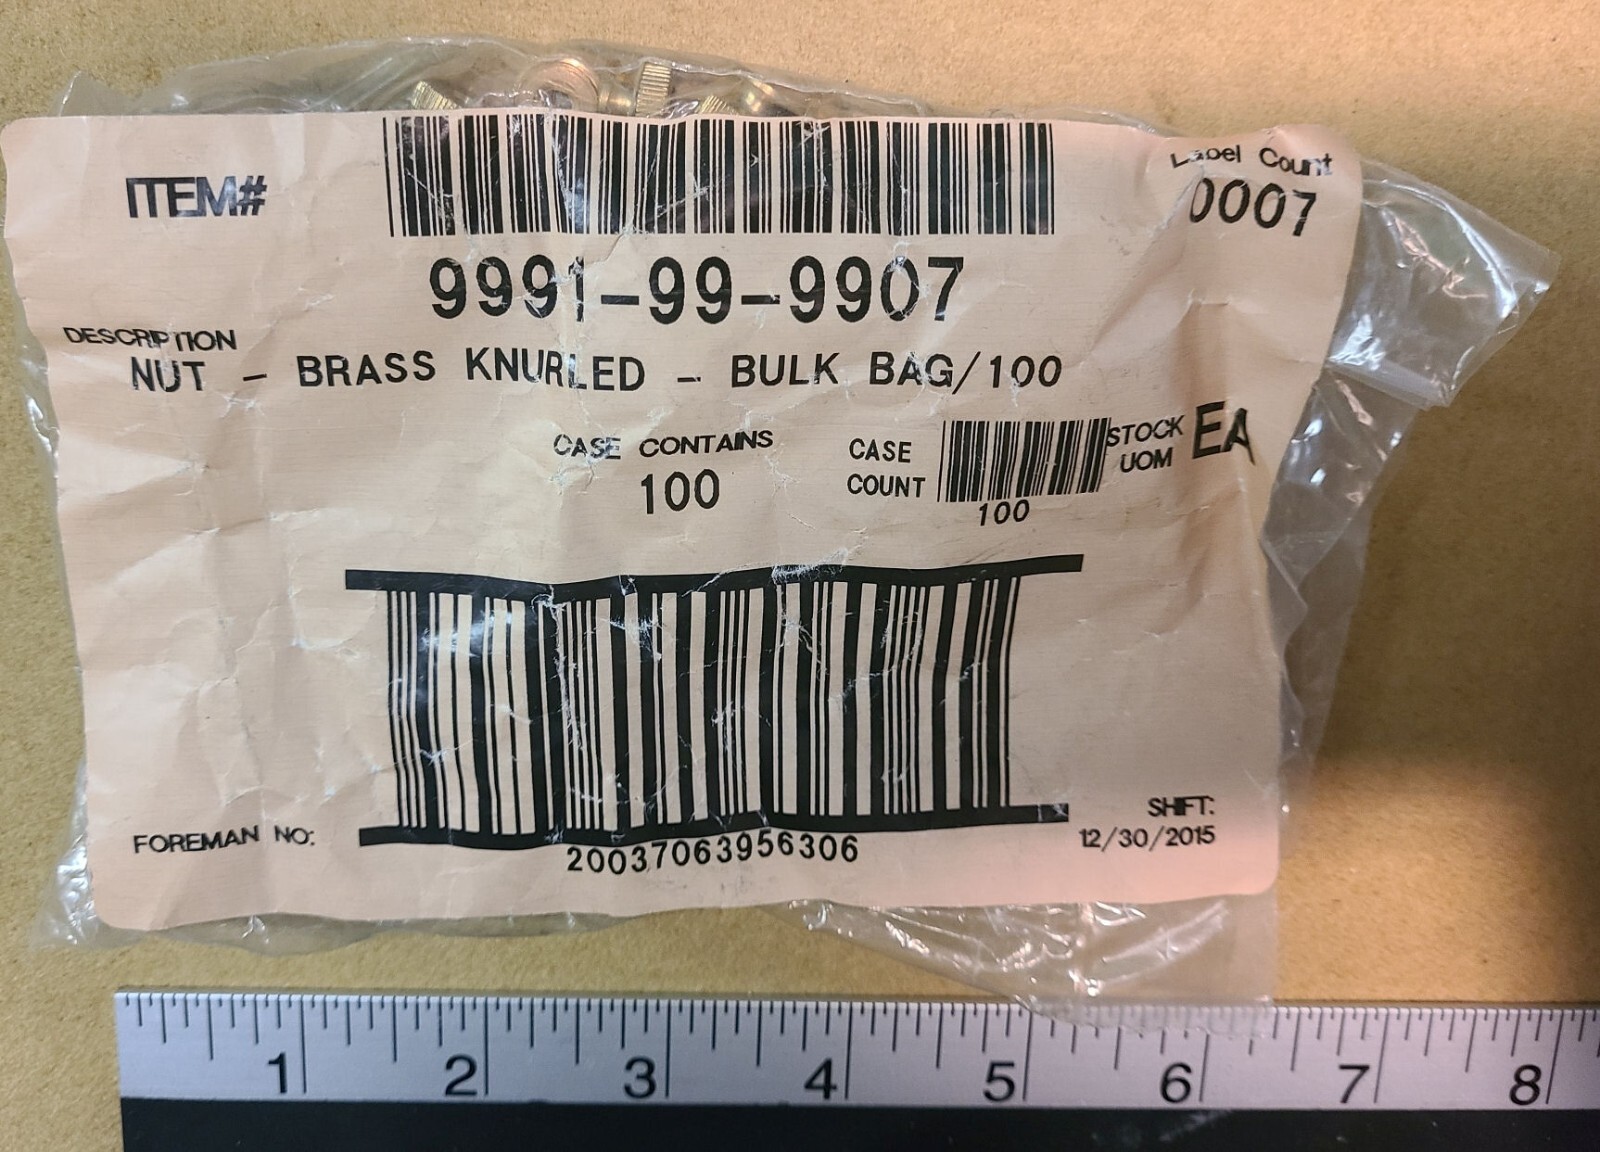 Label Count
ITEM#
0007
9991-99-9907
DESCRIPTION
NUT - BRASS KNURLED - BULK BAG/100
CASE CONTAINS
100
CASE
COUNT
100
STOCK
UOM
EA
FOREMAN NO:
20037063956306
SHIFT:
12/30/2015
1 2 3 4 5 6 7 8